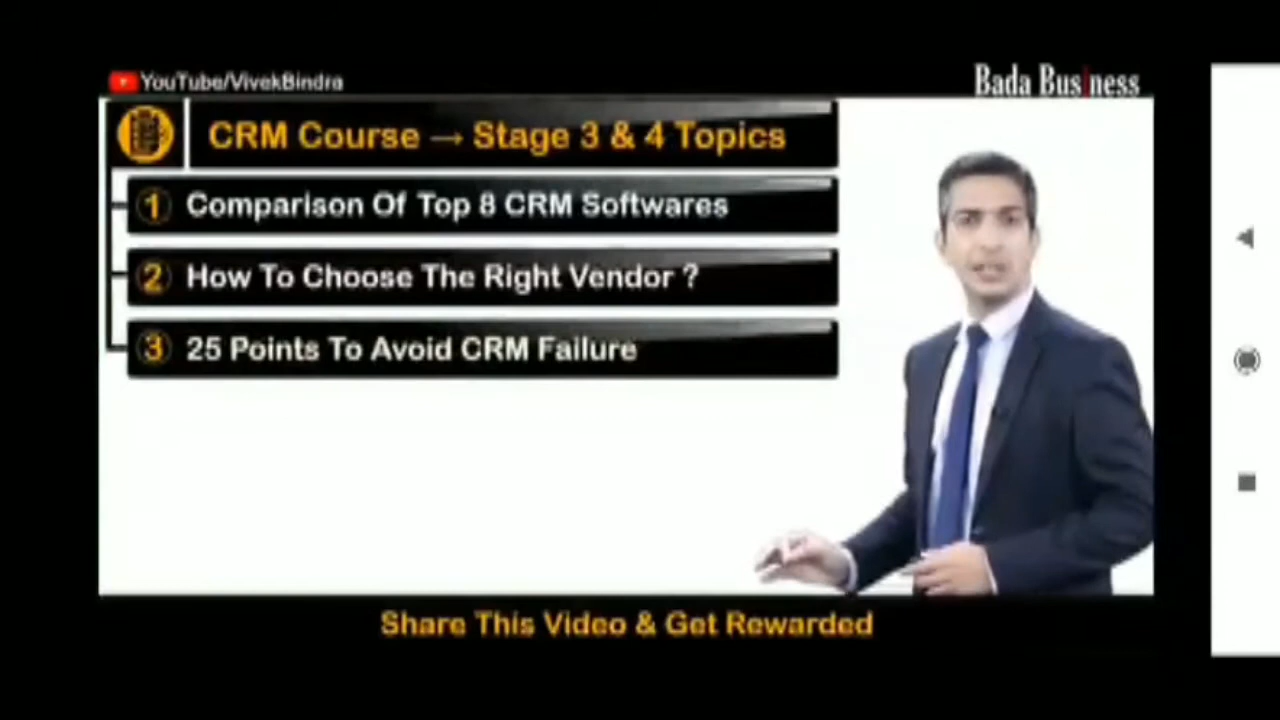 YouTube/VivekBindra
Bada Business
CRM Course → Stage 3 & 4 Topics
1 Comparison Of Top 8 CRM Softwares
2 How To Choose The Right Vendor ?
3 25 Points To Avoid CRM Failure
Share This Video & Get Rewarded